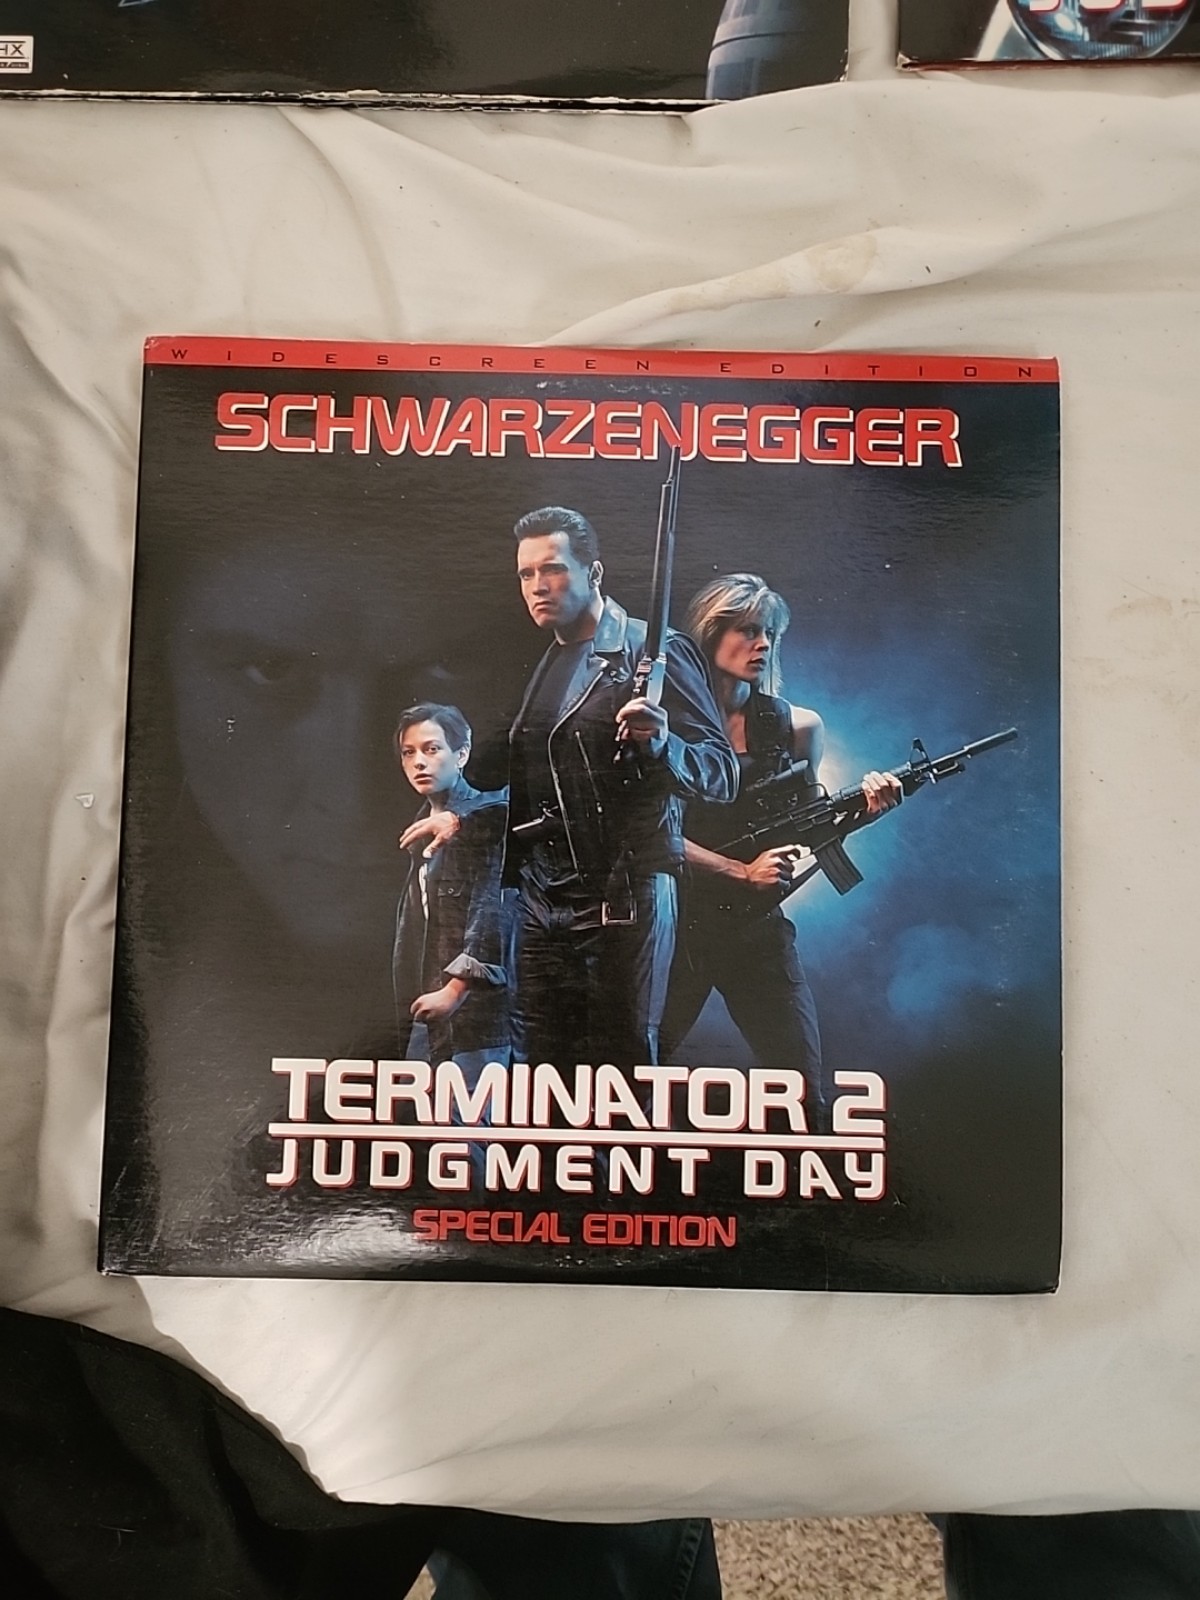 WIDESCREEN EDITION
SCHWARZENEGGER
TERMINATOR 2
JUDGMENT DAY
SPECIAL EDITION